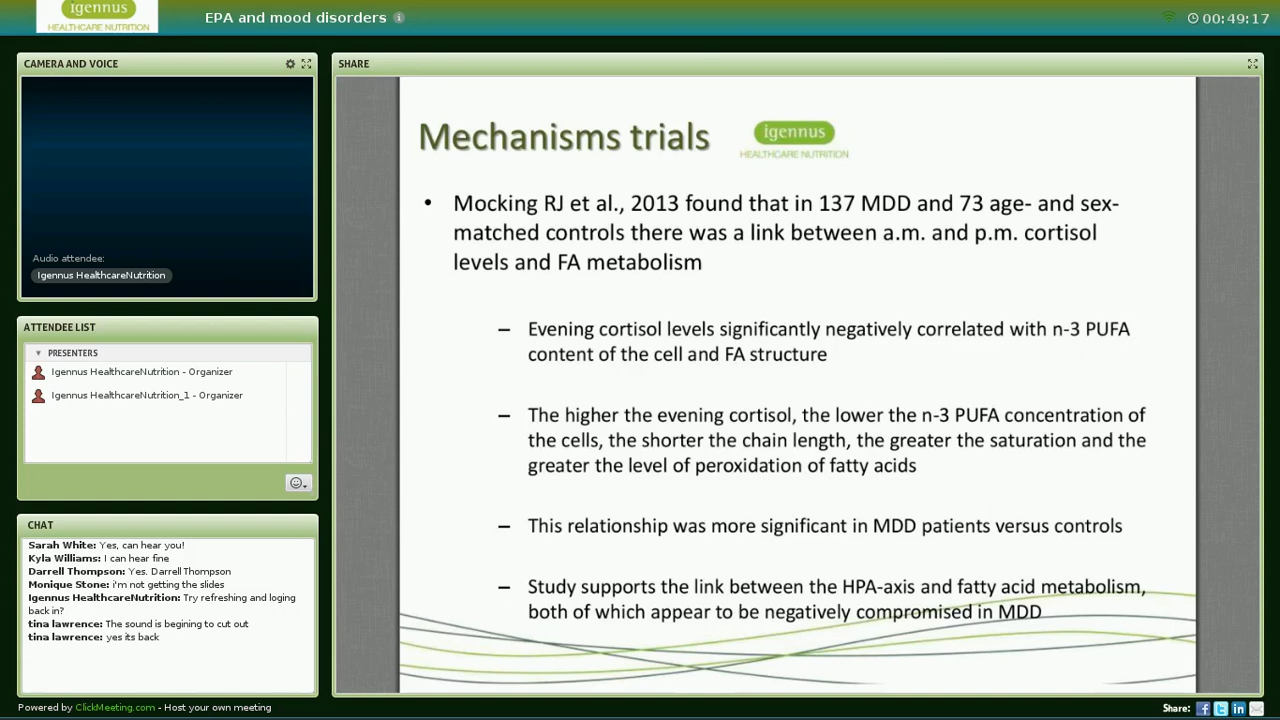 igennus
HEALTHCARE NUTRITION
EPA and mood disorders
00:49:17
CAMERA AND VOICE
Audio attendee:
Igennus HealthcareNutrition
ATTENDEE LIST
PRESENTERS
Igennus HealthcareNutrition - Organizer
Igennus HealthcareNutrition_1 - Organizer
CHAT
Sarah White: Yes, can hear you!
Kyla Williams: I can hear fine
Darrell Thompson: Yes. Darrell Thompson
Monique Stone: i'm not getting the slides
Igennus HealthcareNutrition: Try refreshing and loging
back in?
tina lawrence: The sound is begining to cut out
tina lawrence: yes its back
SHARE
Mechanisms trials
igennus
HEALTHCARE NUTRITION
• Mocking RJ et al., 2013 found that in 137 MDD and 73 age- and sex-
matched controls there was a link between a.m. and p.m. cortisol
levels and FA metabolism
– Evening cortisol levels significantly negatively correlated with n-3 PUFA
content of the cell and FA structure
– The higher the evening cortisol, the lower the n-3 PUFA concentration of
the cells, the shorter the chain length, the greater the saturation and the
greater the level of peroxidation of fatty acids
– This relationship was more significant in MDD patients versus controls
– Study supports the link between the HPA-axis and fatty acid metabolism,
both of which appear to be negatively compromised in MDD
Powered by ClickMeeting.com - Host your own meeting
Share: